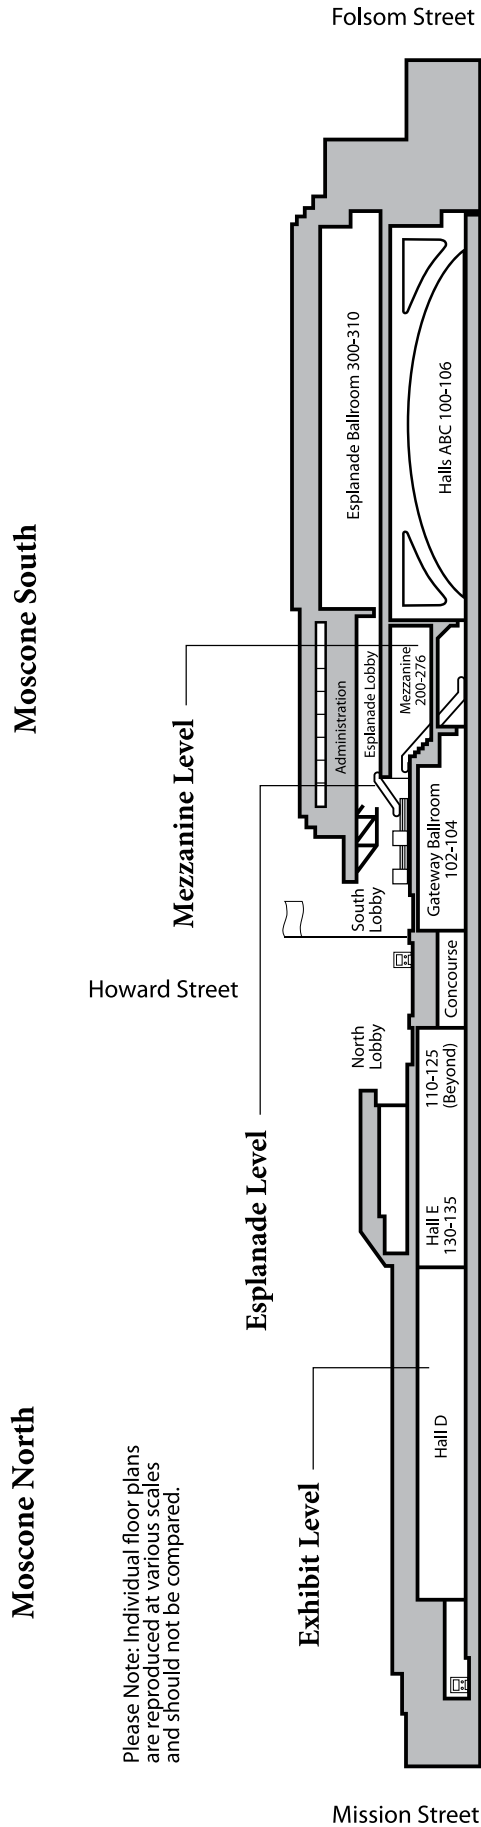 Folsom Street
Moscone South
Esplanade Ballroom 300-310
Halls ABC 100-106
Mezzanine Level
Administration
Esplanade Lobby
Mezzanine
200-276
Gateway Ballroom
102-104
South
Lobby
Howard Street
Concourse
North
Lobby
110-125
(Beyond)
Esplanade Level
Hall E
130-135
Moscone North
Hall D
Exhibit Level
Please Note: Individual floor plans
are reproduced at various scales
and should not be compared.
Mission Street